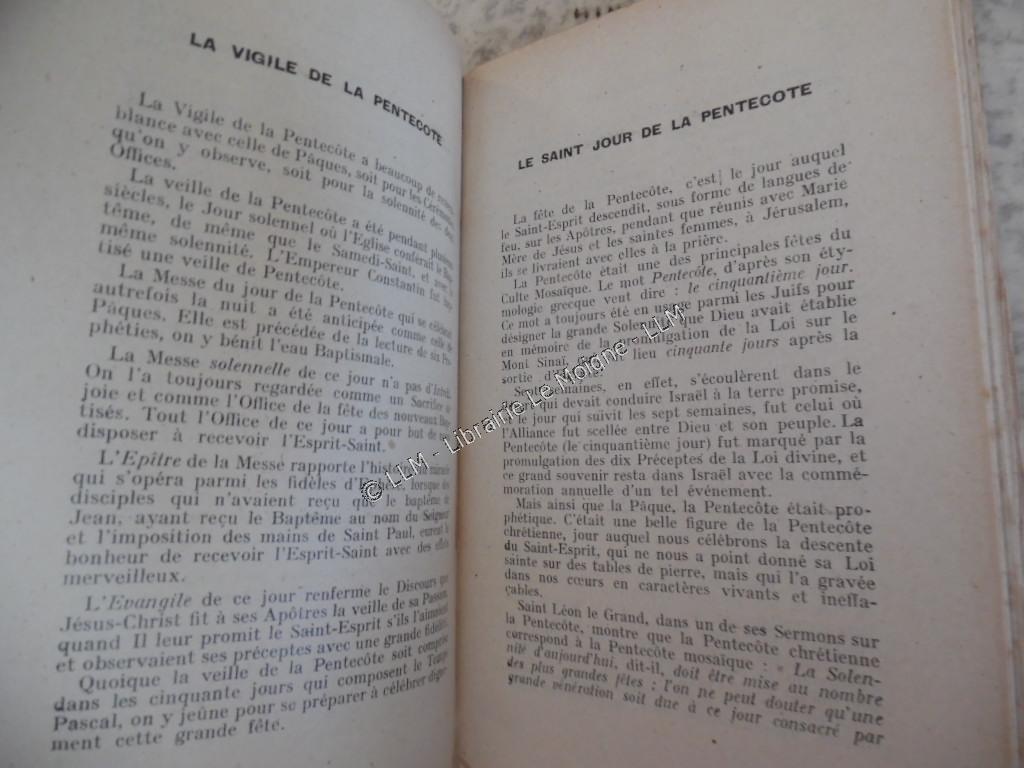 LA VIGILE DE LA PENTECOTE
La Vigile de la Pentecôte a beaucoup de
blance avec celle de Pâques, soit pour les
qu'on y observe, soit pour la solennité des
Offices.
La veille de la Pentecôte a été pendant
siècles, le Jour solennel où l'Eglise conférait le
tême, de même que le Samedi-Saint, et avec la
même solennité. L'Empereur Constantin fut
tisé une veille de Pentecôte.
La Messe du jour de la Pentecôte qui se
autrefois la nuit a été anticipée comme celle de
Pâques. Elle est précédée de la lecture de six Pro-
phéties, on y bénit l'eau Baptismale.
La Messe solennelle de ce jour n'a pas
On l'a toujours regardée comme un Sacrifice de
joie et comme l'Office de la fête des nouveaux
tisés. Tout l'Office de ce jour a pour but de
disposer à recevoir l'Esprit-Saint.
L'Epître de la Messe rapporte
qui s'opéra parmi les fidèles
disciples qui n'avaient reçu que le baptême de
Jean, ayant reçu le Baptême au nom du Seigneur
et l'imposition des mains de Saint Paul, eurent le
bonheur de recevoir l'Esprit-Saint avec des effets
merveilleux.
L'Evangile de ce jour renferme le Discours que
Jésus-Christ fit à ses Apôtres la veille de sa Passion,
quand Il leur promit le Saint-Esprit s'ils l'aimaient
et observaient ses préceptes avec une grande fidélité.
Quoique la veille de la Pentecôte soit comprise
dans les cinquante jours qui composent le Temps
Pascal, on y jeûne pour se préparer à célébrer digne-
ment cette grande fête.
LE SAINT JOUR DE LA PENTECOTE
La fête de la Pentecôte, c'est le jour auquel
le Saint-Esprit descendit, sous forme de langues de
feu, sur les Apôtres, pendant que réunis avec Marie
Mère de Jésus et les saintes femmes, à Jérusalem,
ils se livraient avec elles à la prière.
La Pentecôte était une des principales fêtes du
Culte Mosaïque. Le mot Pentecôte, d'après son éty-
mologie grecque veut dire : le cinquantième jour.
Ce mot a toujours été en usage parmi les Juifs pour
désigner la grande que Dieu avait établie
en mémoire de la promulgation de la Loi sur le
Mont Sinaï, lieu cinquante jours après la
sortie
Sept semaines, en effet, s'écoulèrent dans le
qui devait conduire Israël à la terre promise,
le jour qui suivit les sept semaines, fut celui où
l'Alliance fut scellée entre Dieu et son peuple. La
Pentecôte (le cinquantième jour) fut marqué par la
promulgation des dix Préceptes de la Loi divine, et
ce grand souvenir resta dans Israël avec la commé-
moration annuelle d'un tel événement.
Mais ainsi que la Pâque, la Pentecôte était pro-
phétique. C'était une belle figure de la Pentecôte
chrétienne, jour auquel nous célébrons la descente
du Saint-Esprit, qui ne nous a point donné sa Loi
sainte sur des tables de pierre, mais qui l'a gravée
dans nos cœurs en caractères vivants et ineffa-
çables.
Saint Léon le Grand, dans un de ses Sermons sur
la Pentecôte, montre que la Pentecôte chrétienne
correspond à la Pentecôte mosaïque : " La Solen-
nité d'aujourd'hui, dit-il, doit être mise au nombre
des plus grandes fêtes : l'on ne peut douter qu'une
grande vénération soit due à ce jour consacré par
© LLM - Librairie Le Moigne - LLM